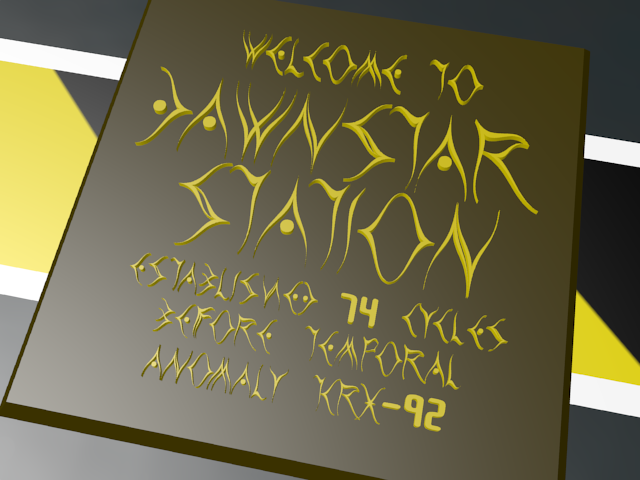 WELCOME TO
DAWNSTAR
STATION
ESTABLISHED 74 CYCLES
BEFORE TEMPORAL
ANOMALY KRX-92